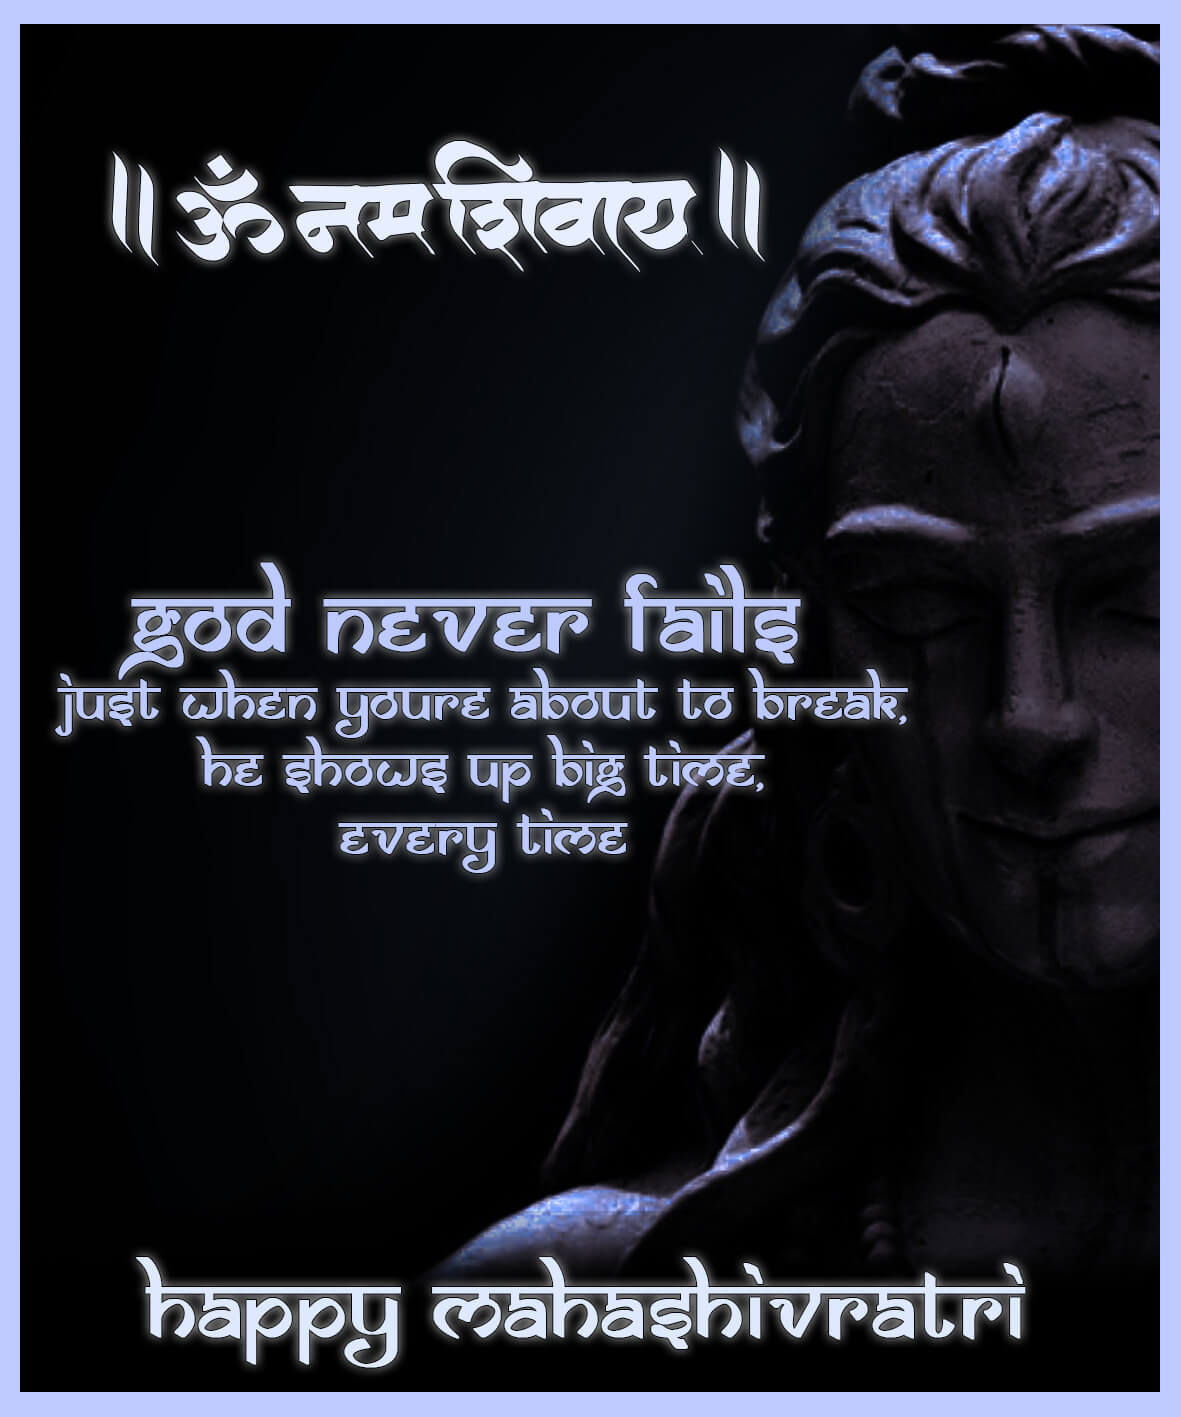 ॥ ॐ नम शिवाय ॥
GOD NEVER FAILS
JUST WHEN YOURE ABOUT TO BREAK,
HE SHOWS UP BIG TIME,
EVERY TIME
HAPPY MAHASHIVRATRI